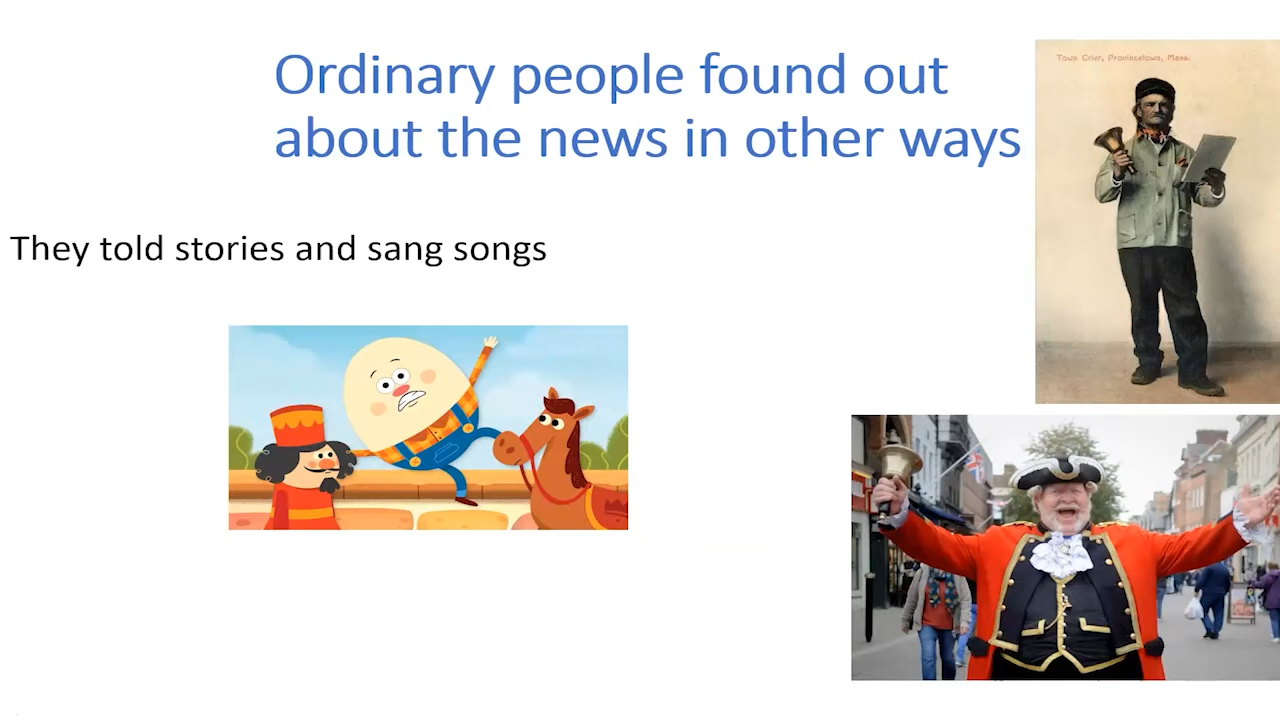 Ordinary people found out
about the news in other ways
Town Crier, Provincetown, Mass.
They told stories and sang songs